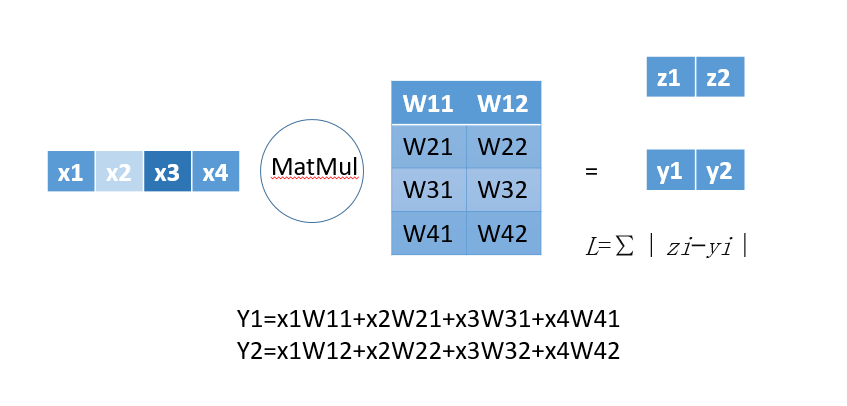 z1 z2
W11 W12
x1 x2 x3 x4
MatMul
W21 W22
W31 W32
W41 W42
=
y1 y2
L=∑ | zi−yi |
Y1=x1W11+x2W21+x3W31+x4W41
Y2=x1W12+x2W22+x3W32+x4W42